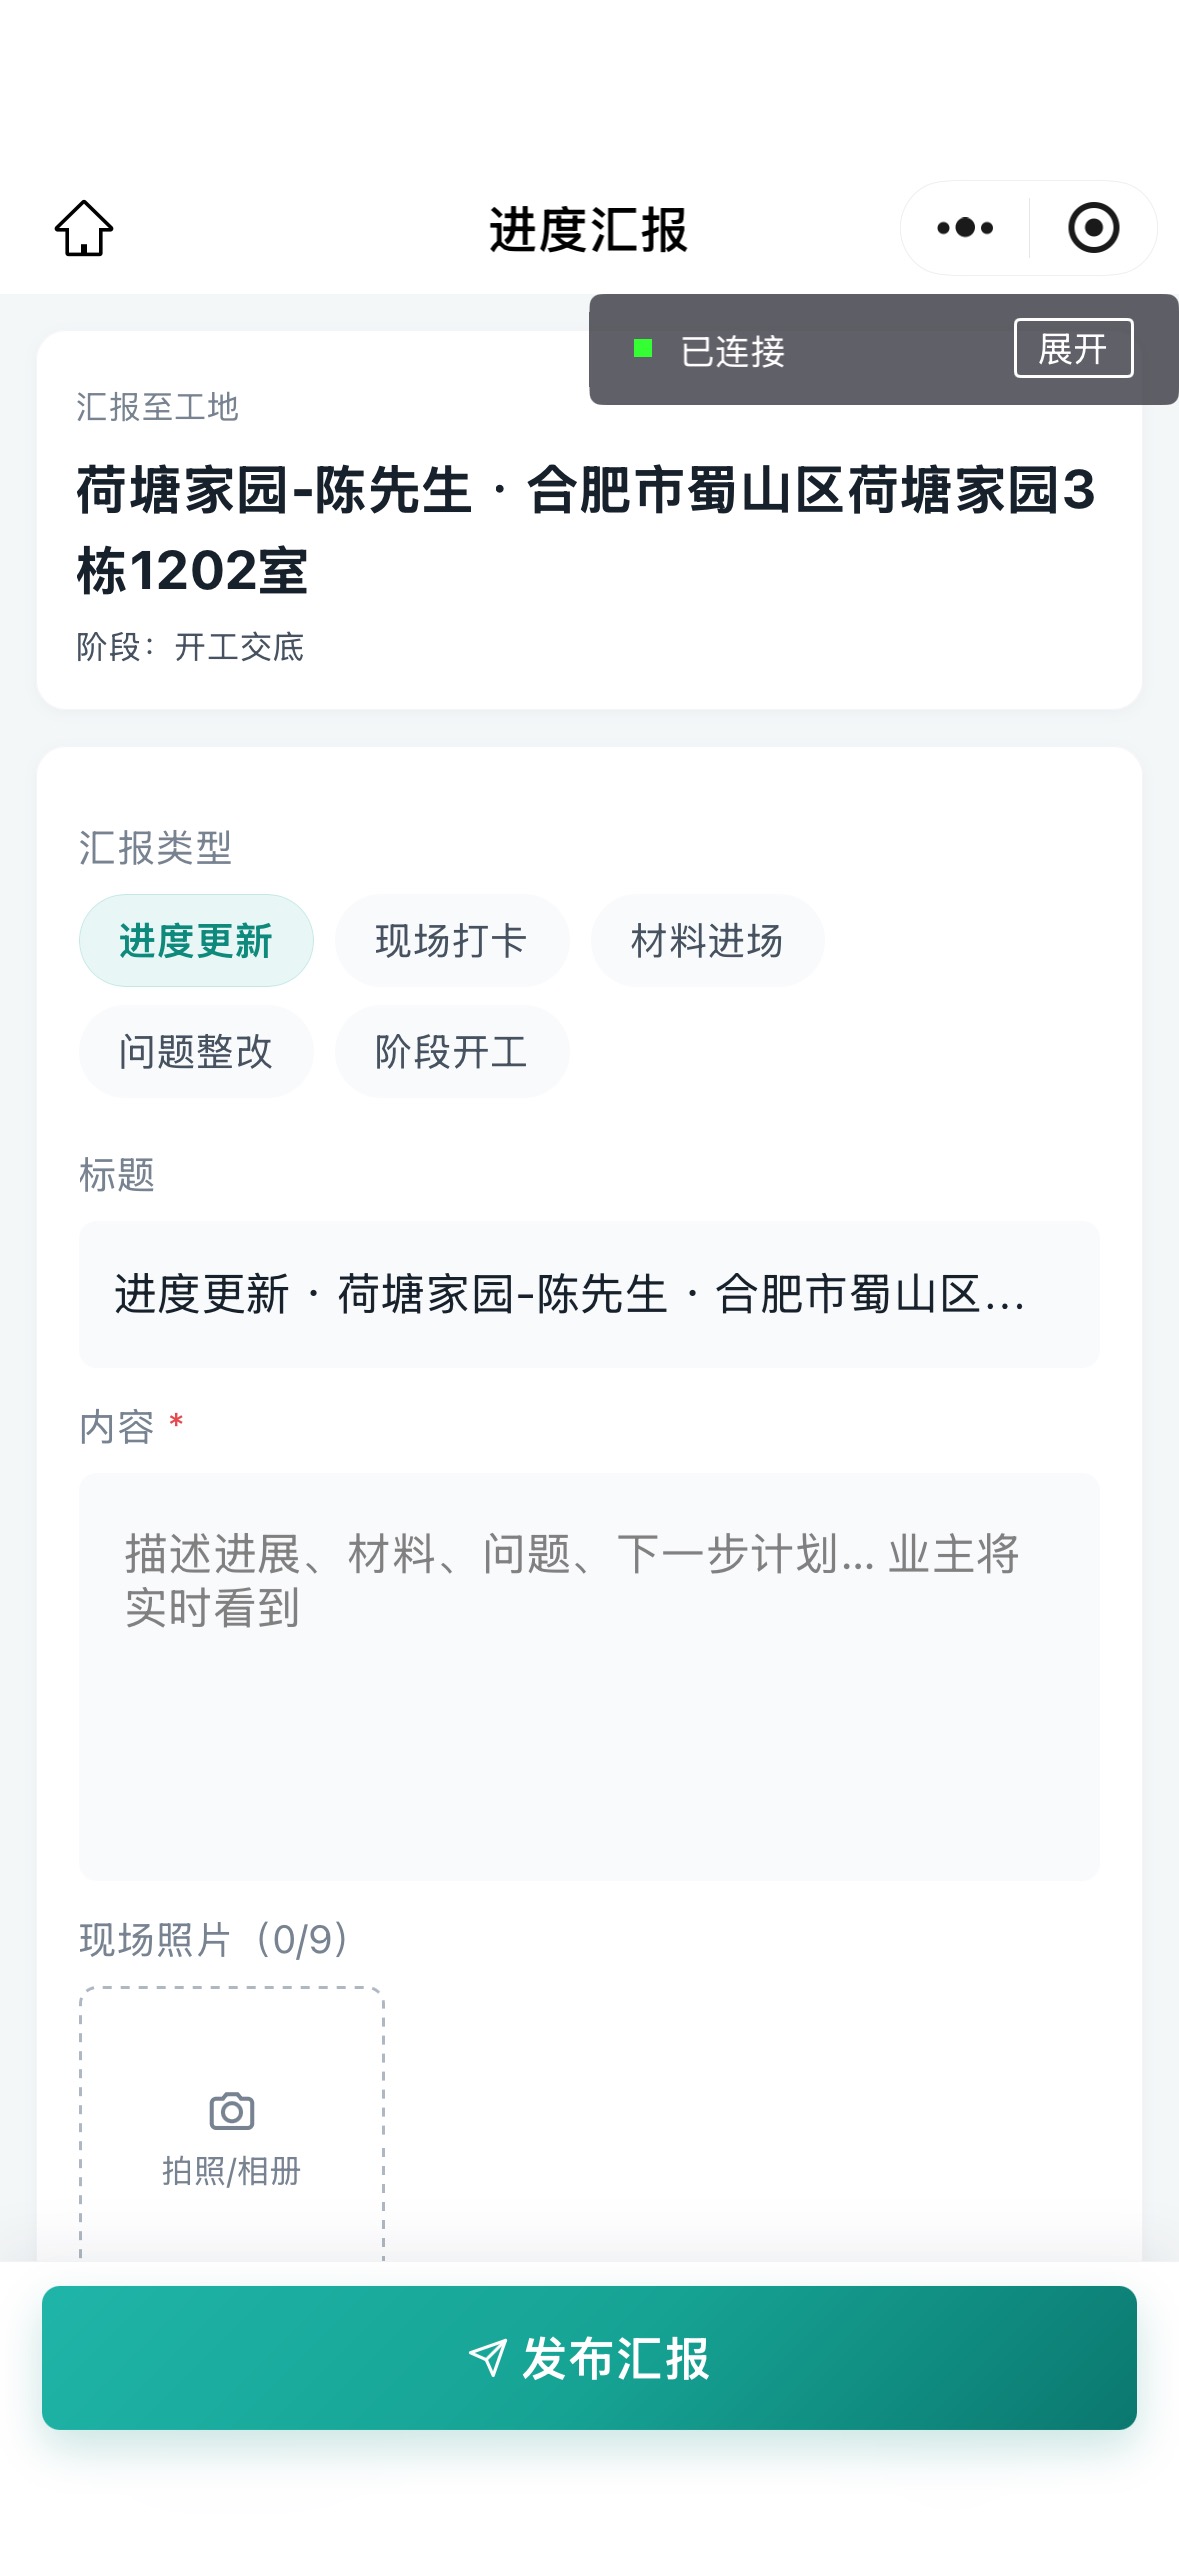 进度汇报
已连接
展开
汇报至工地
荷塘家园-陈先生 · 合肥市蜀山区荷塘家园3
栋1202室
阶段：开工交底
汇报类型
进度更新
现场打卡
材料进场
问题整改
阶段开工
标题
进度更新 · 荷塘家园-陈先生 · 合肥市蜀山区...
内容 *
描述进展、材料、问题、下一步计划... 业主将
实时看到
现场照片（0/9）
拍照/相册
发布汇报